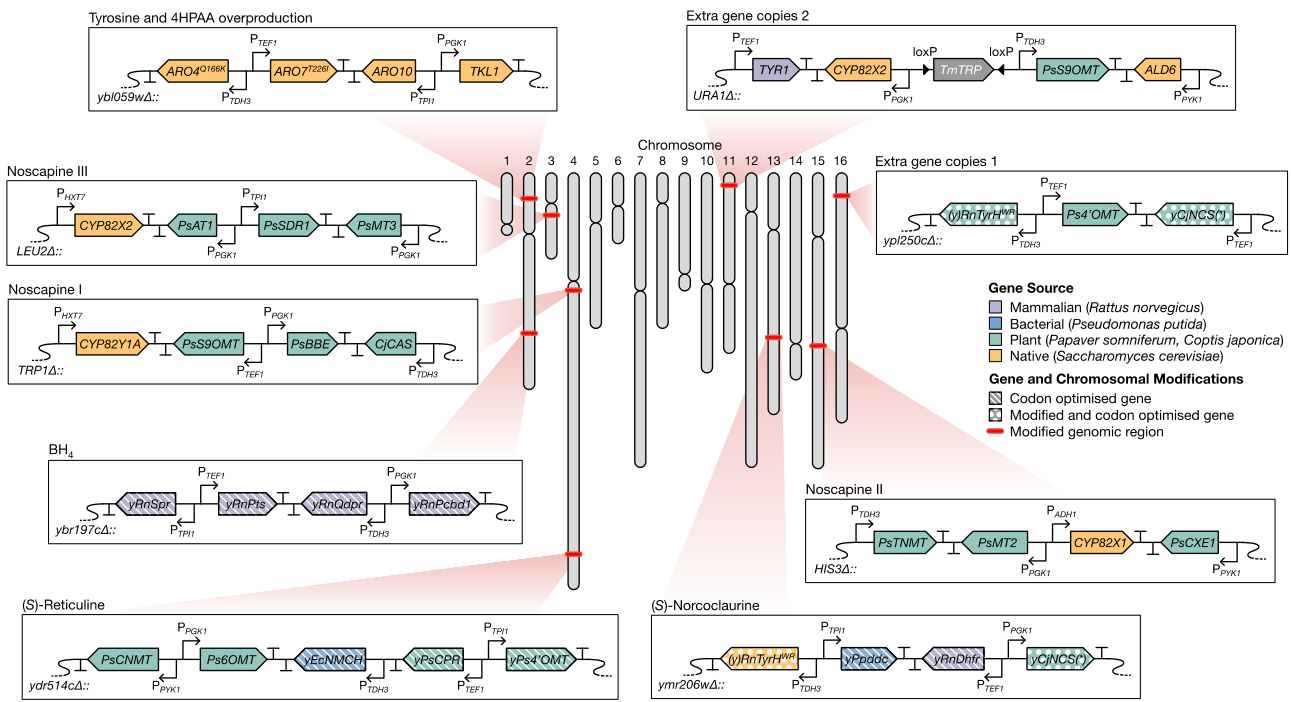 Tyrosine and 4HPAA overproduction
P_TEF1 P_PGK1
ARO4^Q166K ARO7^T226I ARO10 TKL1
P_TDH3 P_TPI1
ybl059wΔ::
Extra gene copies 2
P_TEF1 loxP loxP P_TDH3
TYR1 CYP82X2 TmTRP PsS9OMT ALD6
P_PGK1 P_PYK1
URA1Δ::
Chromosome
1 2 3 4 5 6 7 8 9 10 11 12 13 14 15 16
Noscapine III
P_HXT7 P_TPI1
CYP82X2 PsAT1 PsSDR1 PsMT3
P_PGK1 P_PGK1
LEU2Δ::
Extra gene copies 1
P_TEF1
(y)RnTyrH^WR Ps4'OMT yCjNCS(*)
P_TDH3 P_TEF1
ypl250cΔ::
Noscapine I
P_HXT7 P_PGK1
CYP82Y1A PsS9OMT PsBBE CjCAS
P_TEF1 P_TDH3
TRP1Δ::
Gene Source
Mammalian (Rattus norvegicus)
Bacterial (Pseudomonas putida)
Plant (Papaver somniferum, Coptis japonica)
Native (Saccharomyces cerevisiae)
Gene and Chromosomal Modifications
Codon optimised gene
Modified and codon optimised gene
Modified genomic region
BH₄
P_TEF1 P_PGK1
yRnSpr yRnPts yRnQdpr yRnPcbd1
P_TPI1 P_TDH3
ybr197cΔ::
Noscapine II
P_TDH3 P_ADH1
PsTNMT PsMT2 CYP82X1 PsCXE1
P_PGK1 P_PYK1
HIS3Δ::
(S)-Reticuline
P_PGK1 P_TPI1
PsCNMT Ps6OMT yEcNMCH yPsCPR yPs4'OMT
P_PYK1 P_TDH3 P_TEF1
ydr514cΔ::
(S)-Norcoclaurine
P_TPI1 P_PGK1
(y)RnTyrH^WR yPpddc yRnDhfr yCjNCS(*)
P_TDH3 P_TEF1
ymr206wΔ::